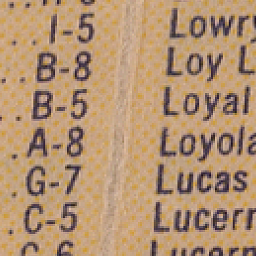 I-5
B-8
B-5
A-8
G-7
C-5
Lowry
Loy L
Loyal
Loyola
Lucas
Lucern